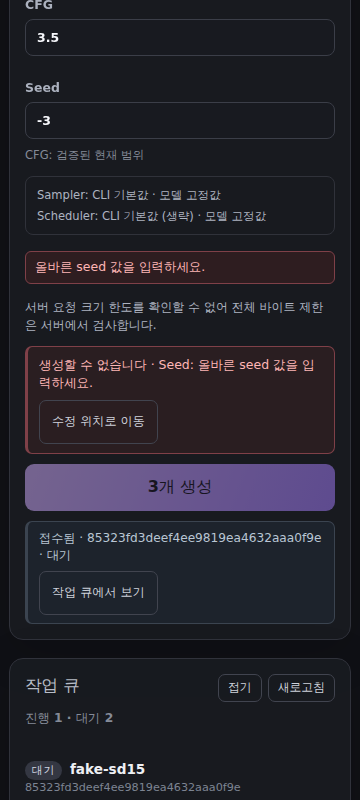 CFG
3.5
Seed
-3
CFG: 검증된 현재 범위
Sampler: CLI 기본값 · 모델 고정값
Scheduler: CLI 기본값 (생략) · 모델 고정값
올바른 seed 값을 입력하세요.
서버 요청 크기 한도를 확인할 수 없어 전체 바이트 제한
은 서버에서 검사합니다.
생성할 수 없습니다 · Seed: 올바른 seed 값을 입
력하세요.
수정 위치로 이동
3개 생성
접수됨 · 85323fd3deef4ee9819ea4632aaa0f9e
· 대기
작업 큐에서 보기
작업 큐
접기
새로고침
진행 1 · 대기 2
대기 fake-sd15
85323fd3deef4ee9819ea4632aaa0f9e